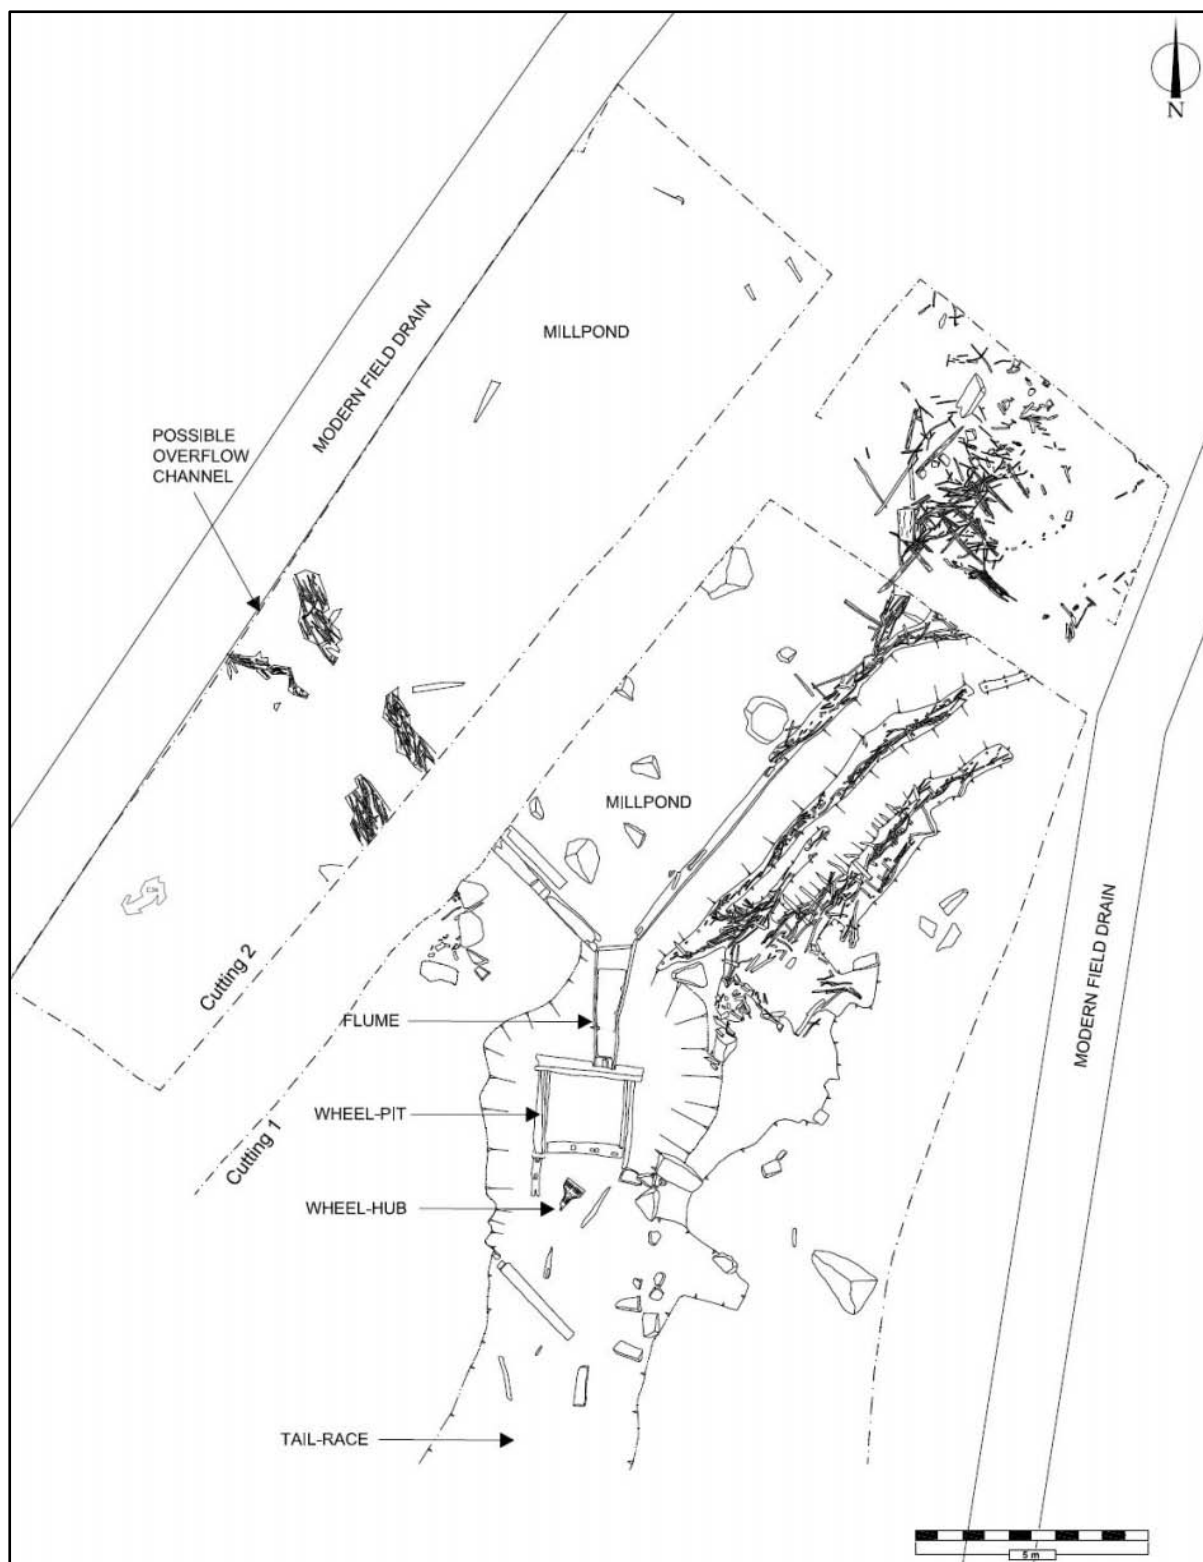 N
MODERN FIELD DRAIN
MILLPOND
POSSIBLE
OVERFLOW
CHANNEL
MILLPOND
Cutting 2
FLUME
MODERN FIELD DRAIN
WHEEL-PIT
Cutting 1
WHEEL-HUB
TAIL-RACE
5 m